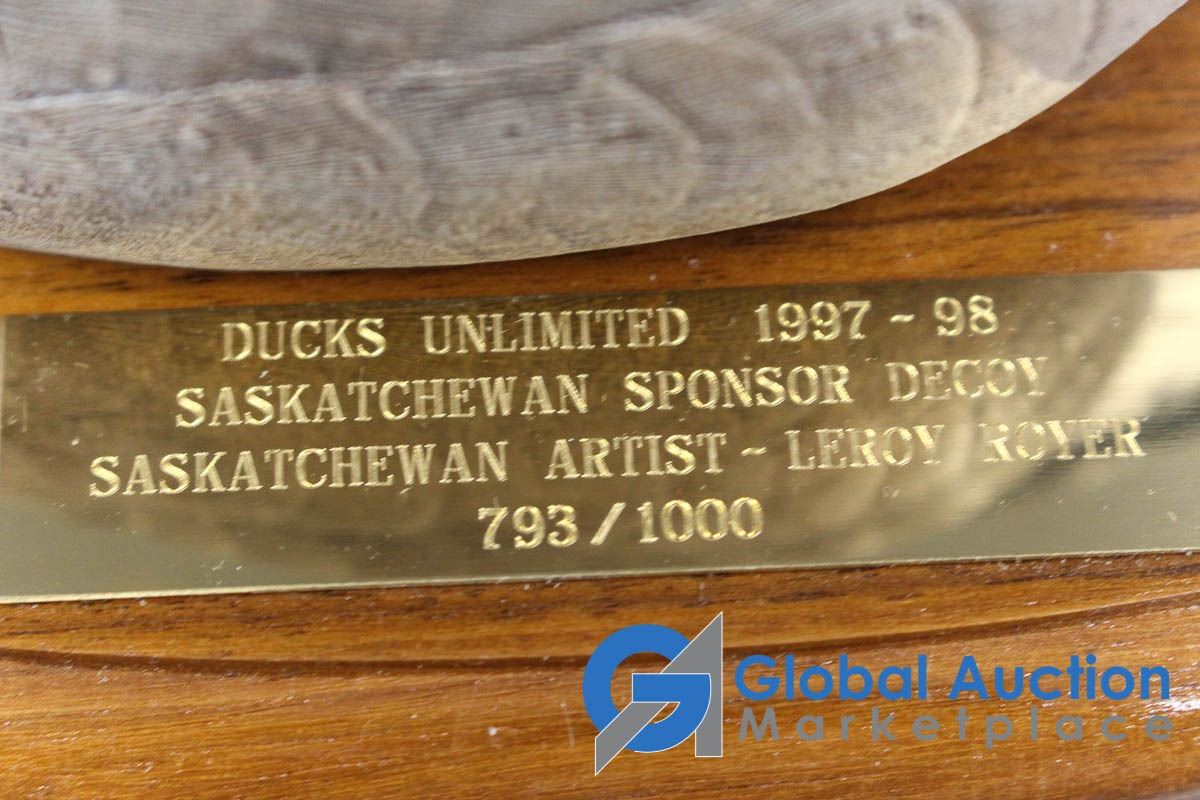 DUCKS UNLIMITED 1997 ~ 98
SASKATCHEWAN SPONSOR DECOY
SASKATCHEWAN ARTIST ~ LEROY ROYER
793 / 1000
Global Auction
Marketplace